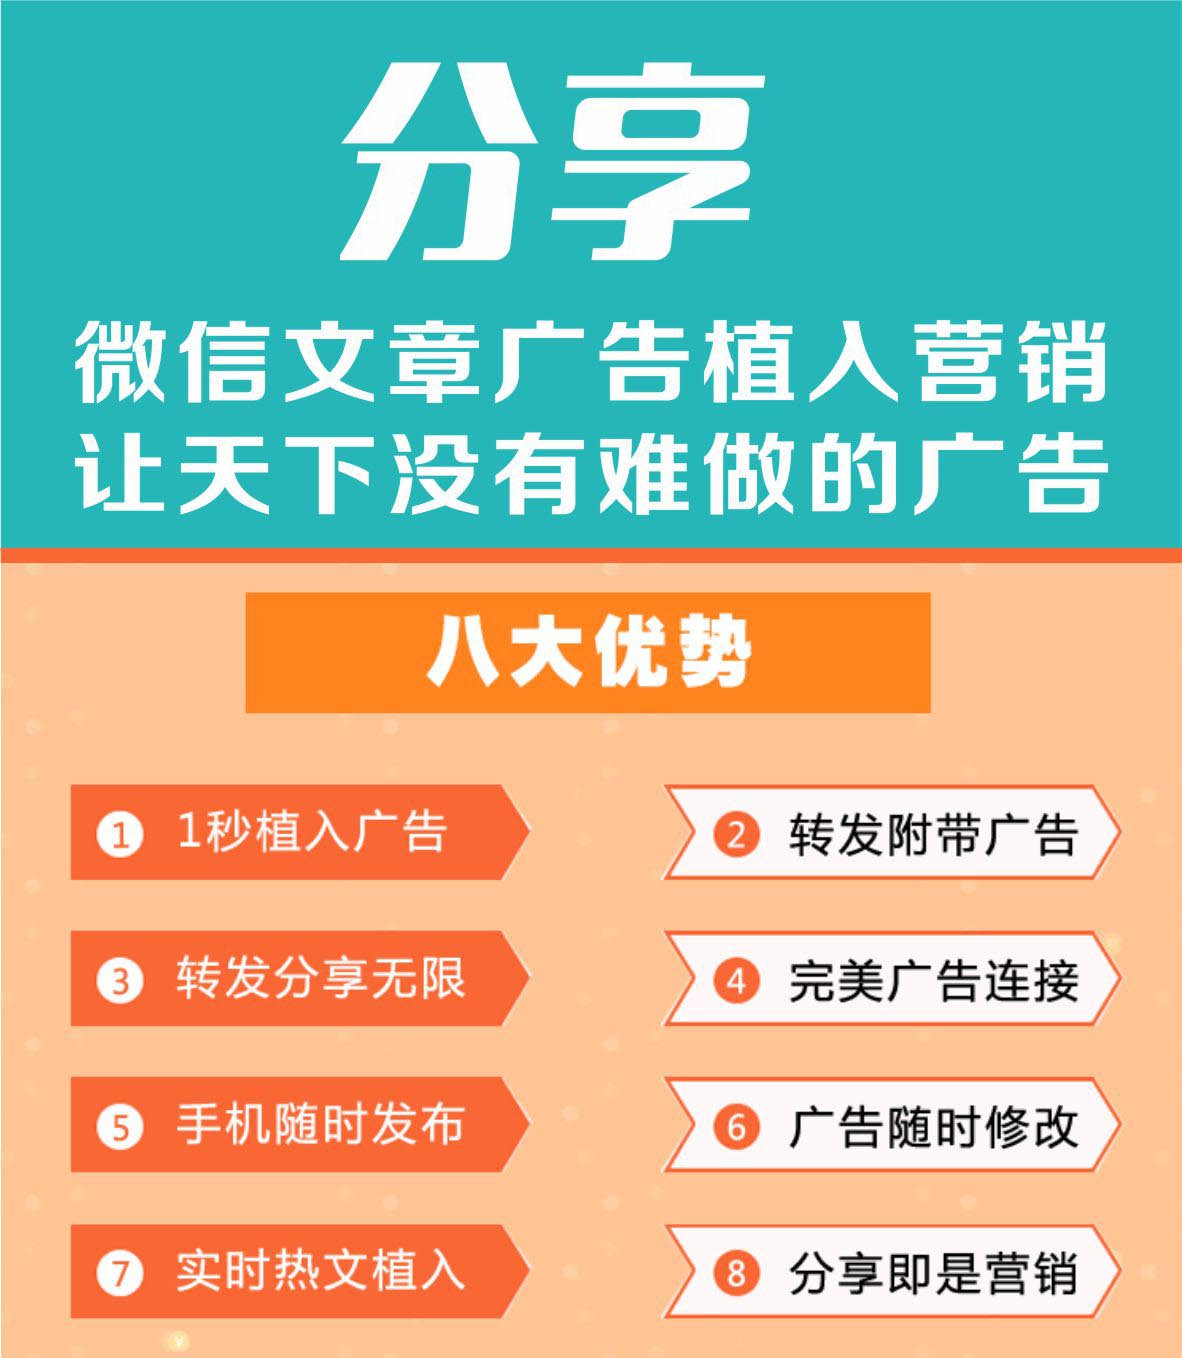 分享
微信文章广告植入营销
让天下没有难做的广告
八大优势
1 1秒植入广告
2 转发附带广告
3 转发分享无限
4 完美广告连接
5 手机随时发布
6 广告随时修改
7 实时热文植入
8 分享即是营销